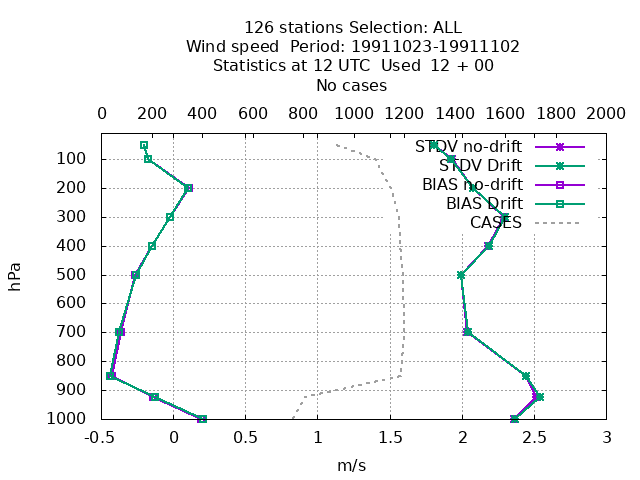 126 stations Selection: ALL
Wind speed  Period: 19911023-19911102
Statistics at 12 UTC  Used  12 + 00
No cases
0 200 400 600 800 1000 1200 1400 1600 1800 2000
STDV no-drift
STDV Drift
BIAS no-drift
BIAS Drift
CASES
hPa
100
200
300
400
500
600
700
800
900
1000
-0.5 0 0.5 1 1.5 2 2.5 3
m/s